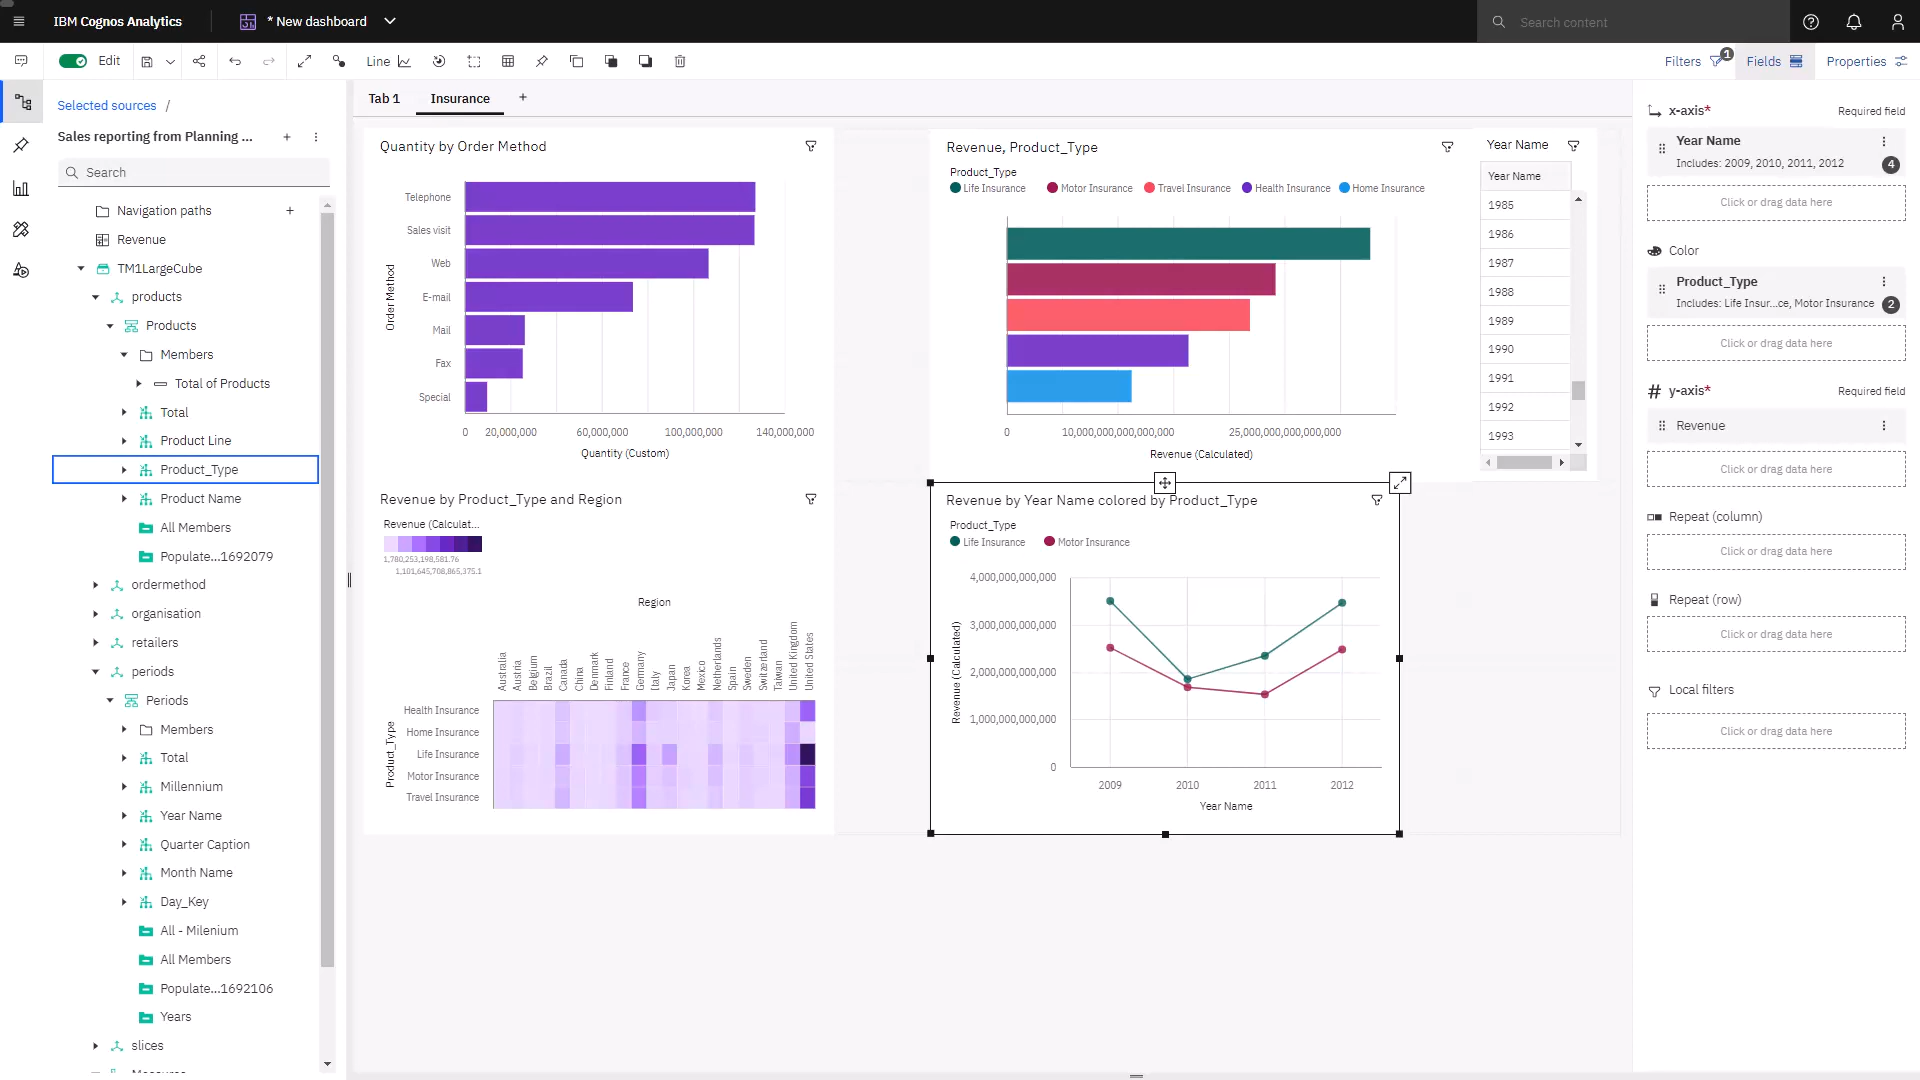 IBM Cognos Analytics
* New dashboard
Search content
Edit
Line
Filters
1
Fields
Properties
Selected sources /
Sales reporting from Planning ...
Search
Navigation paths
Revenue
TM1LargeCube
products
Products
Members
Total of Products
Total
Product Line
Product_Type
Product Name
All Members
Populate...1692079
ordermethod
organisation
retailers
periods
Periods
Members
Total
Millennium
Year Name
Quarter Caption
Month Name
Day_Key
All - Milenium
All Members
Populate...1692106
Years
slices
Tab 1
Insurance
Quantity by Order Method
Order Method
Telephone
Sales visit
Web
E-mail
Mail
Fax
Special
0 20,000,000 60,000,000 100,000,000 140,000,000
Quantity (Custom)
Revenue, Product_Type
Product_Type
Life Insurance Motor Insurance Travel Insurance Health Insurance Home Insurance
0 10,000,000,000,000 25,000,000,000,000
Revenue (Calculated)
Year Name
Year Name
1985
1986
1987
1988
1989
1990
1991
1992
1993
Revenue by Product_Type and Region
Revenue (Calculat...
1,780,253,198,581.76
1,101,645,708,865,375.1
Region
Australia
Austria
Belgium
Brazil
Canada
China
Denmark
Finland
France
Germany
Italy
Japan
Korea
Mexico
Netherlands
Spain
Sweden
Switzerland
Taiwan
United Kingdom
United States
Product_Type
Health Insurance
Home Insurance
Life Insurance
Motor Insurance
Travel Insurance
Revenue by Year Name colored by Product_Type
Product_Type
Life Insurance Motor Insurance
Revenue (Calculated)
4,000,000,000,000
3,000,000,000,000
2,000,000,000,000
1,000,000,000,000
0
2009 2010 2011 2012
Year Name
x-axis*
Required field
Year Name
Includes: 2009, 2010, 2011, 2012
4
Click or drag data here
Color
Product_Type
Includes: Life Insur...ce, Motor Insurance
2
Click or drag data here
y-axis*
Required field
Revenue
Click or drag data here
Repeat (column)
Click or drag data here
Repeat (row)
Click or drag data here
Local filters
Click or drag data here